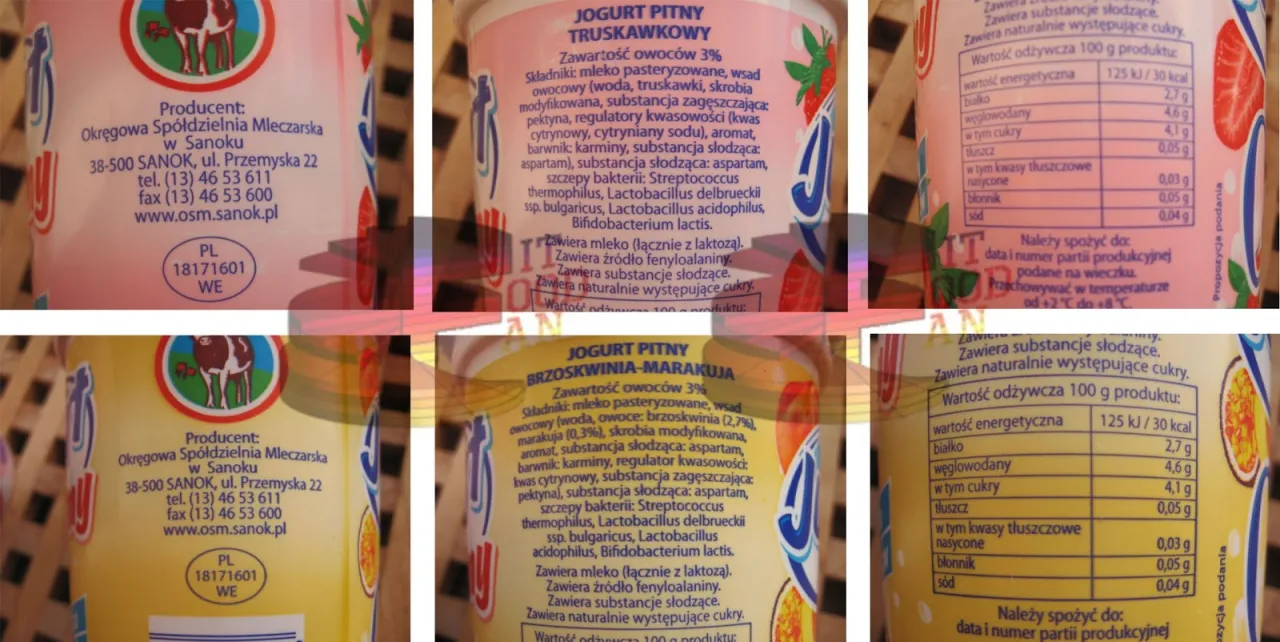 Producent:
Okręgowa Spółdzielnia Mleczarska
w Sanoku
38-500 SANOK, ul. Przemyska 22
tel. (13) 46 53 611
fax (13) 46 53 600
www.osm.sanok.pl
PL
18171601
WE
JOGURT PITNY
TRUSKAWKOWY
Zawartość owoców 3%
Składniki: mleko pasteryzowane, wsad
owocowy (woda, truskawki, skrobia
modyfikowana, substancja zagęszczająca:
pektyna, regulatory kwasowości (kwas
cytrynowy, cytryniany sodu), aromat,
barwnik: karminy, substancja słodząca:
aspartam), substancja słodząca: aspartam,
szczepy bakterii: Streptococcus
thermophilus, Lactobacillus delbrueckii
ssp. bulgaricus, Lactobacillus acidophilus,
Bifidobacterium lactis.
Zawiera mleko (łącznie z laktozą).
Zawiera źródło fenyloalaniny.
Zawiera substancje słodzące.
Zawiera naturalnie występujące cukry.
Wartość odżywcza 100 g produktu:
Zawiera substancje słodzące.
Zawiera naturalnie występujące cukry.
Wartość odżywcza 100 g produktu:
wartość energetyczna 125 kJ / 30 kcal
białko 2,7 g
węglowodany 4,6 g
w tym cukry 4,1 g
tłuszcz 0,05 g
w tym kwasy tłuszczowe
nasycone 0,03 g
błonnik 0,05 g
sód 0,04 g
Należy spożyć do:
data i numer partii produkcyjnej
podane na wieczku.
Przechowywać w temperaturze
od +2 °C do +8 °C.
Propozycja podania
Producent:
Okręgowa Spółdzielnia Mleczarska
w Sanoku
38-500 SANOK, ul. Przemyska 22
tel. (13) 46 53 611
fax (13) 46 53 600
www.osm.sanok.pl
PL
18171601
WE
JOGURT PITNY
BRZOSKWINIA-MARAKUJA
Zawartość owoców 3%
Składniki: mleko pasteryzowane, wsad
owocowy (woda, owoce: brzoskwinia (2,7%),
marakuja (0,3%), skrobia modyfikowana,
aromat, substancja słodząca: aspartam,
barwnik: karminy, regulator kwasowości:
kwas cytrynowy, substancja zagęszczająca:
pektyna), substancja słodząca: aspartam,
szczepy bakterii: Streptococcus
thermophilus, Lactobacillus delbrueckii
ssp. bulgaricus, Lactobacillus
acidophilus, Bifidobacterium lactis.
Zawiera mleko (łącznie z laktozą).
Zawiera źródło fenyloalaniny.
Zawiera substancje słodzące.
Zawiera naturalnie występujące cukry.
Wartość odżywcza 100 g produktu:
Zawiera substancje słodzące.
Zawiera naturalnie występujące cukry.
Wartość odżywcza 100 g produktu:
wartość energetyczna 125 kJ / 30 kcal
białko 2,7 g
węglowodany 4,6 g
w tym cukry 4,1 g
tłuszcz 0,05 g
w tym kwasy tłuszczowe
nasycone 0,03 g
błonnik 0,05 g
sód 0,04 g
Należy spożyć do:
data i numer partii produkcyjnej
podania